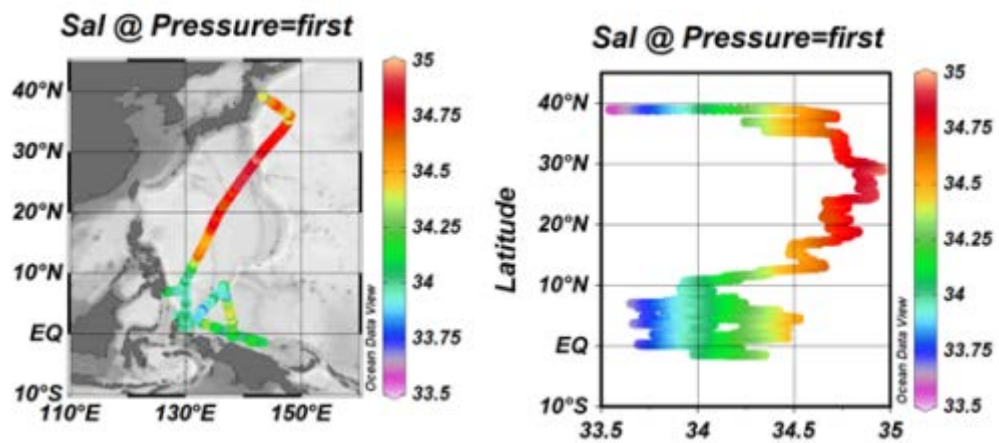 Sal @ Pressure=first
40°N
30°N
20°N
10°N
EQ
10°S
110°E
130°E
150°E
35
34.75
34.5
34.25
34
33.75
33.5
Ocean Data View
Sal @ Pressure=first
Latitude
40°N
30°N
20°N
10°N
EQ
10°S
33.5
34
34.5
35
35
34.75
34.5
34.25
34
33.75
33.5
Ocean Data View